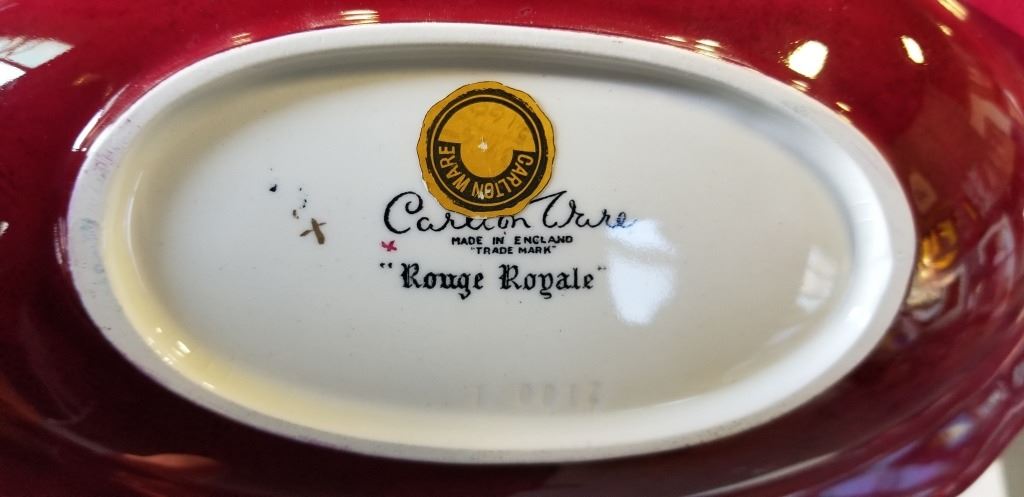 CARLTON WARE
Carlton Ware
MADE IN ENGLAND
"TRADE MARK"
"Rouge Royale"